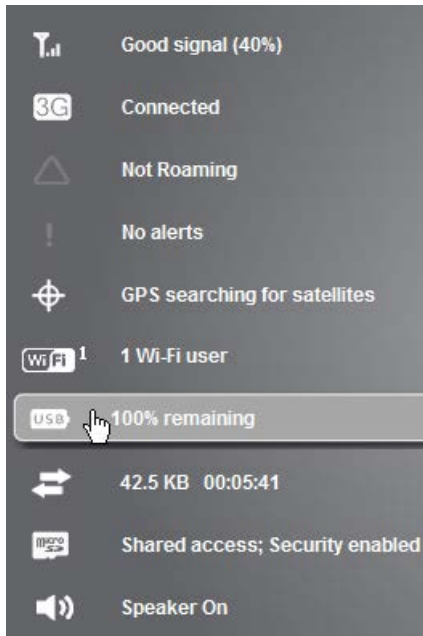 Good signal (40%)
3G Connected
Not Roaming
! No alerts
GPS searching for satellites
WiFi 1 1 Wi-Fi user
USB 100% remaining
42.5 KB 00:05:41
micro SD Shared access; Security enabled
Speaker On